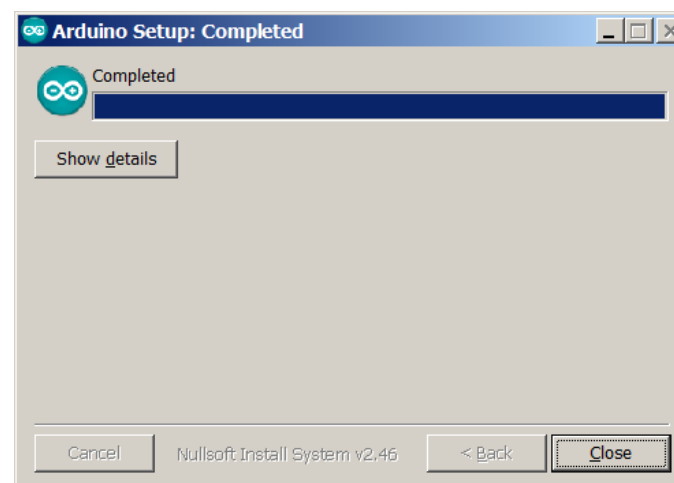 Arduino Setup: Completed
Completed
Show details
Cancel
Nullsoft Install System v2.46
< Back
Close